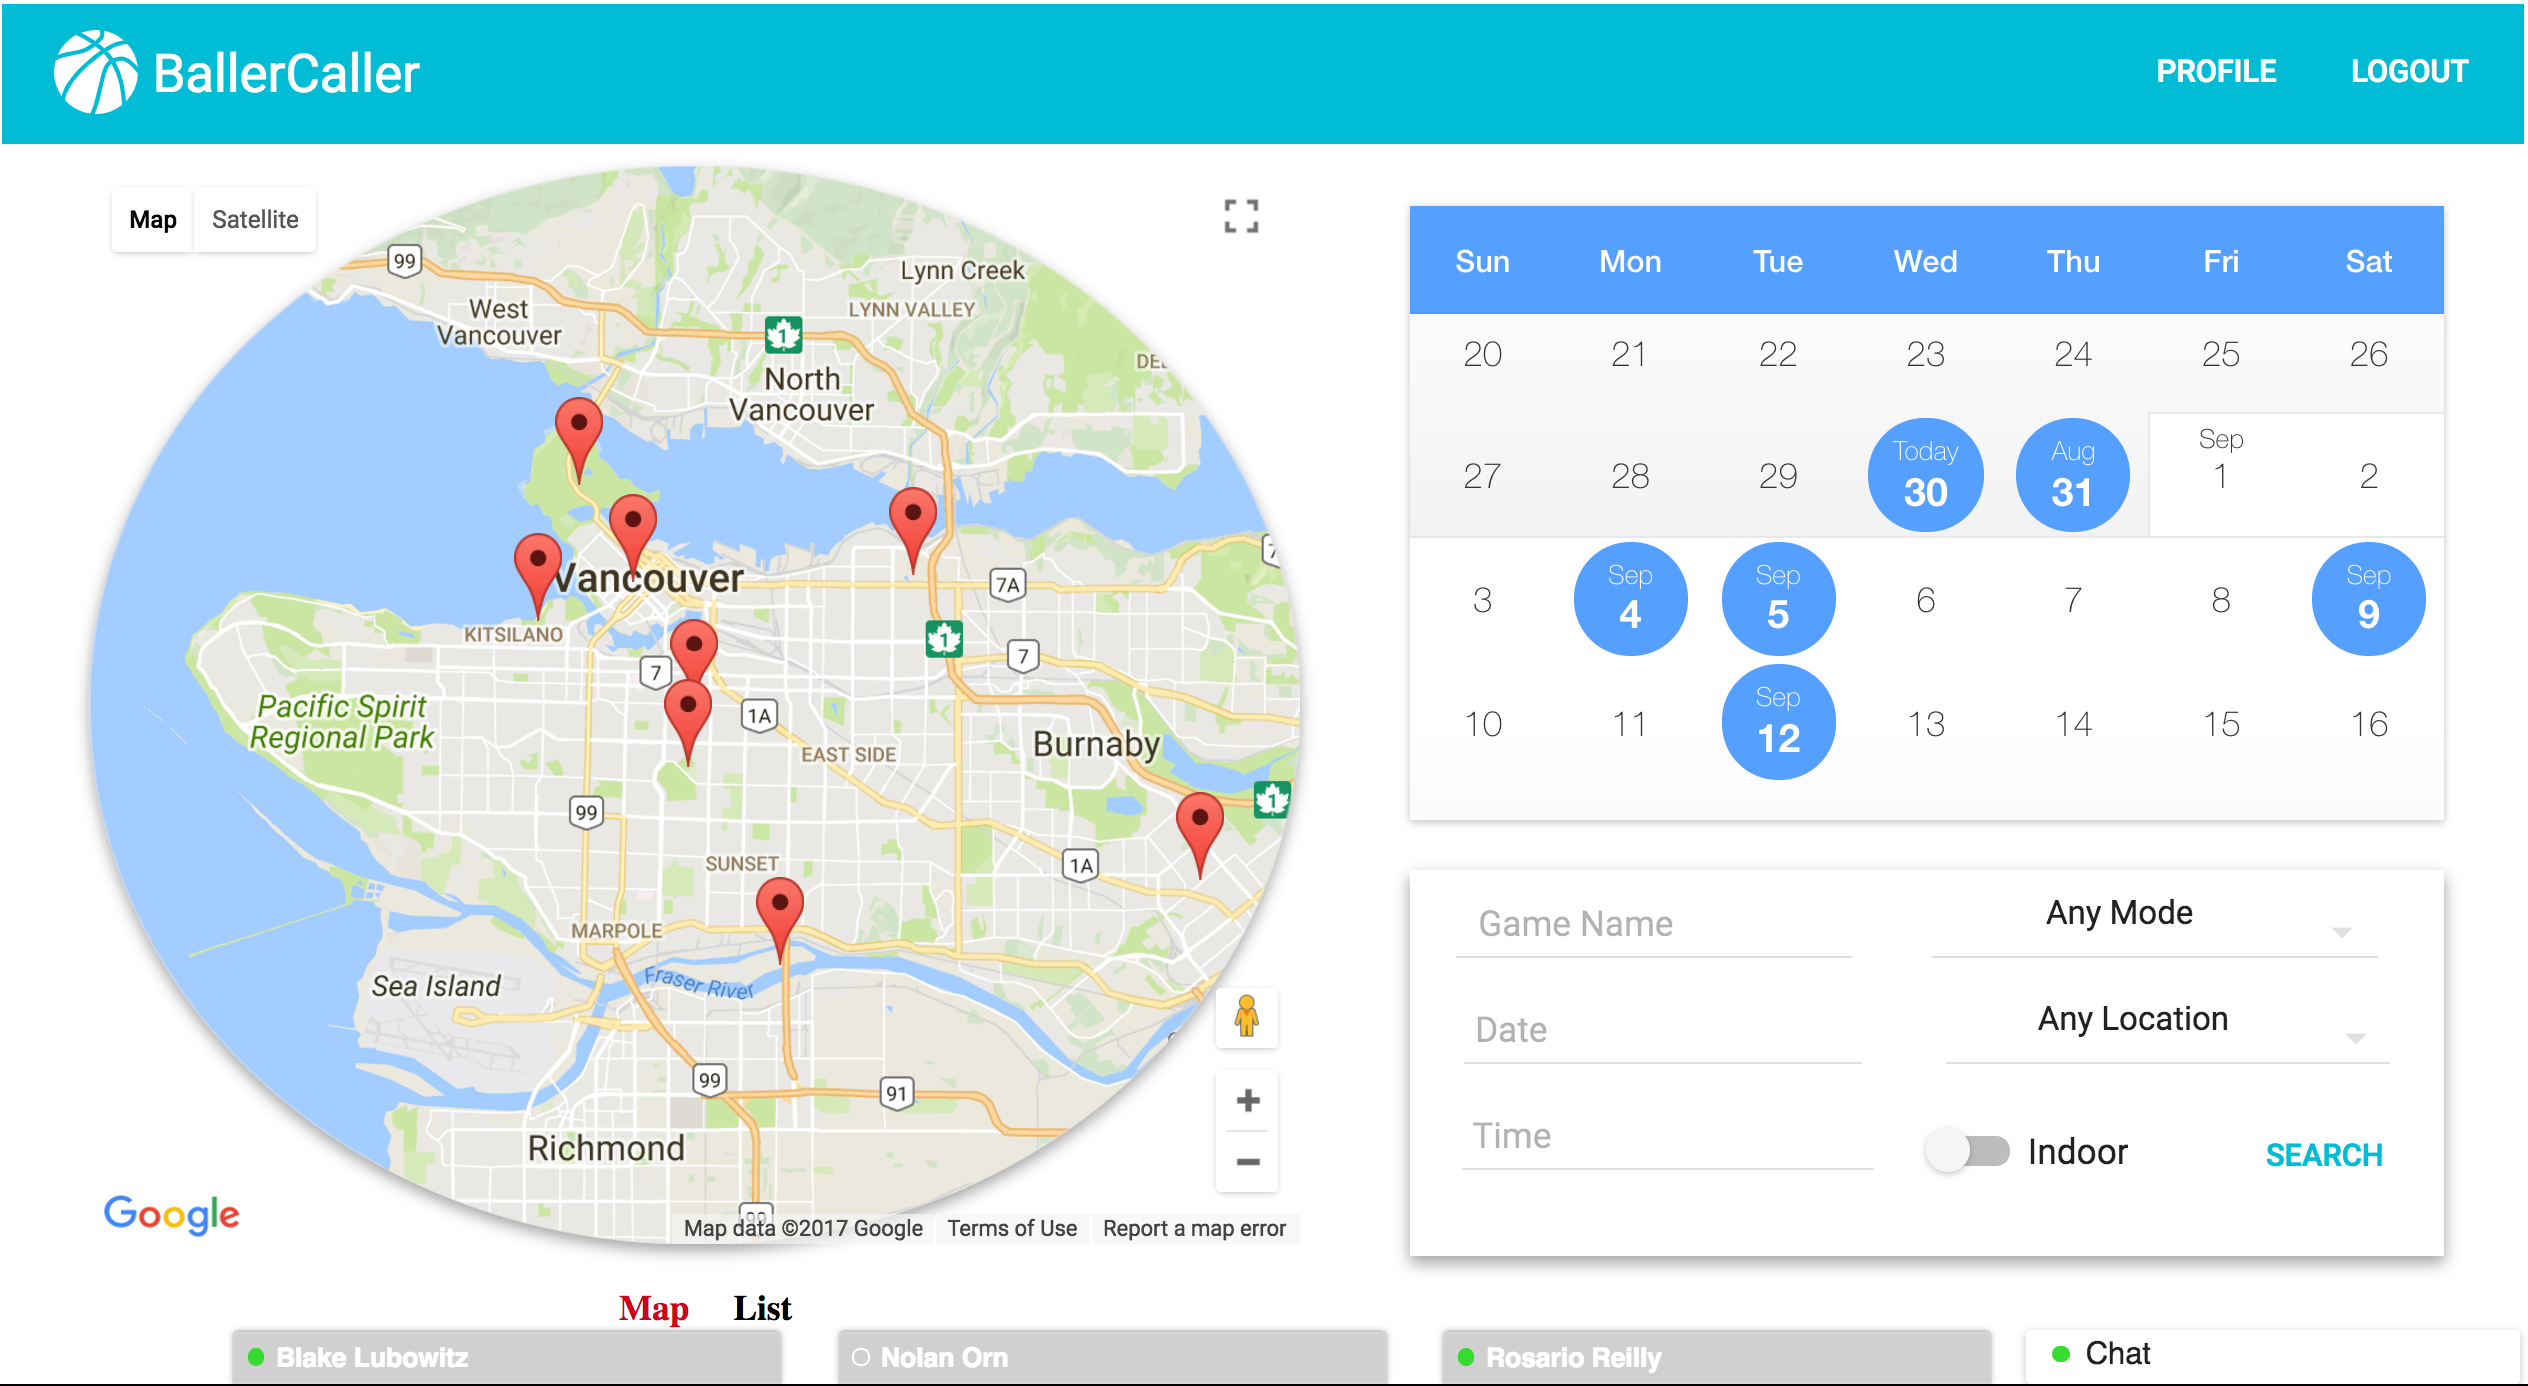 BallerCaller
PROFILE
LOGOUT
Map
Satellite
99
West
Vancouver
Lynn Creek
LYNN VALLEY
1
North
Vancouver
Vancouver
KITSILANO
7A
1
7
7
1A
Pacific Spirit
Regional Park
EAST SIDE
Burnaby
1
99
SUNSET
1A
MARPOLE
Sea Island
Fraser River
99
91
Richmond
99
Google
Map data ©2017 Google
Terms of Use
Report a map error
Sun Mon Tue Wed Thu Fri Sat
20 21 22 23 24 25 26
Today Aug Sep
27 28 29 30 31 1 2
Sep Sep Sep
3 4 5 6 7 8 9
Sep
10 11 12 13 14 15 16
Game Name
Any Mode
Date
Any Location
Time
Indoor
SEARCH
Map
List
Blake Lubowitz
Nolan Orn
Rosario Reilly
Chat